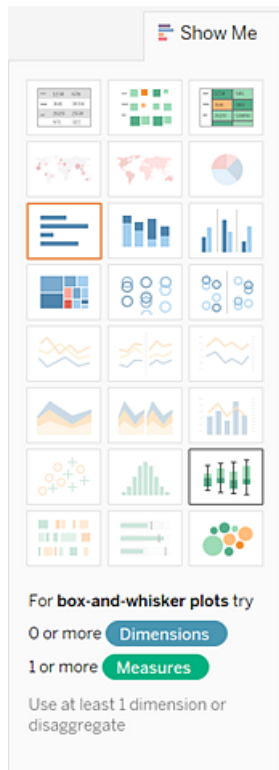 Show Me
For box-and-whisker plots try
0 or more Dimensions
1 or more Measures
Use at least 1 dimension or
disaggregate